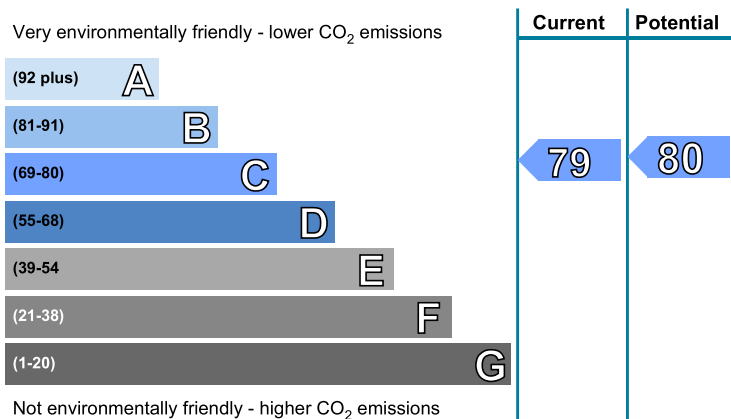 Very environmentally friendly - lower CO2 emissions
Current
Potential
(92 plus) A
(81-91) B
(69-80) C
79
80
(55-68) D
(39-54 E
(21-38) F
(1-20) G
Not environmentally friendly - higher CO2 emissions